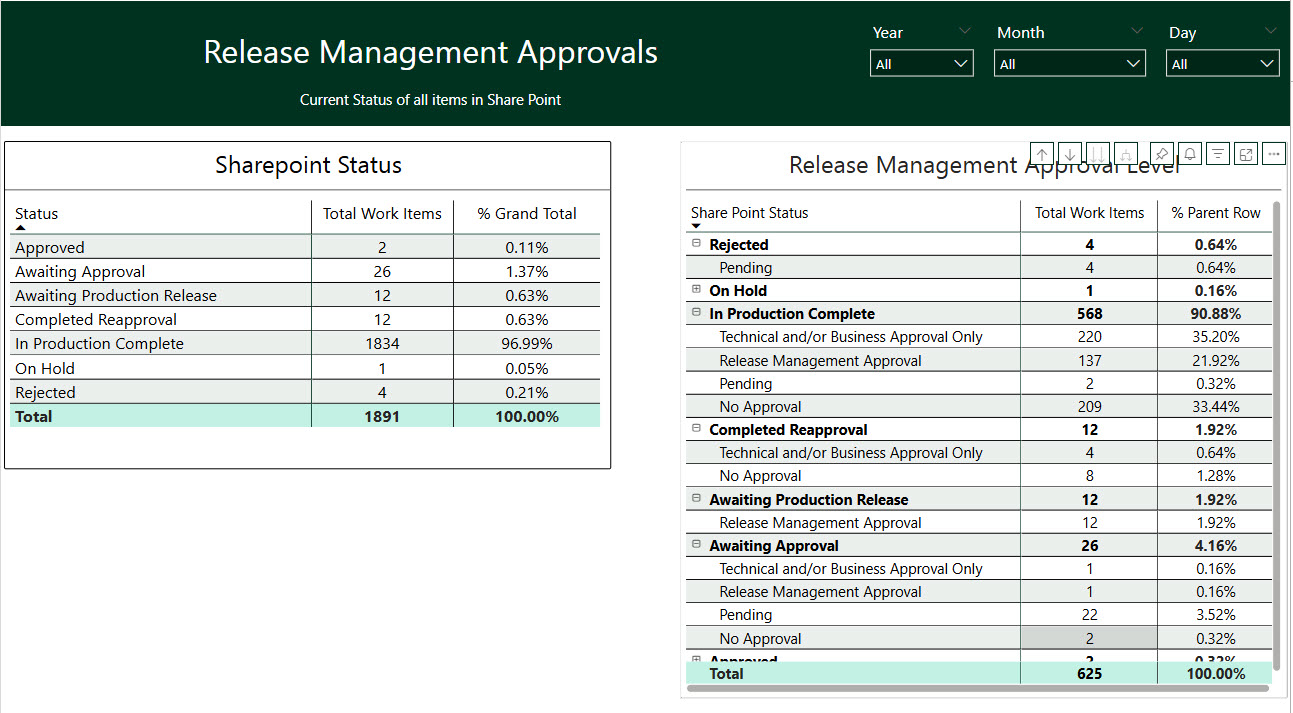 Release Management Approvals
Current Status of all items in Share Point
Year Month Day
All All All
Sharepoint Status
Status Total Work Items % Grand Total
Approved 2 0.11%
Awaiting Approval 26 1.37%
Awaiting Production Release 12 0.63%
Completed Reapproval 12 0.63%
In Production Complete 1834 96.99%
On Hold 1 0.05%
Rejected 4 0.21%
Total 1891 100.00%
Release Management Approval Level
Share Point Status Total Work Items % Parent Row
Rejected 4 0.64%
Pending 4 0.64%
On Hold 1 0.16%
In Production Complete 568 90.88%
Technical and/or Business Approval Only 220 35.20%
Release Management Approval 137 21.92%
Pending 2 0.32%
No Approval 209 33.44%
Completed Reapproval 12 1.92%
Technical and/or Business Approval Only 4 0.64%
No Approval 8 1.28%
Awaiting Production Release 12 1.92%
Release Management Approval 12 1.92%
Awaiting Approval 26 4.16%
Technical and/or Business Approval Only 1 0.16%
Release Management Approval 1 0.16%
Pending 22 3.52%
No Approval 2 0.32%
Approved 2 0.32%
Total 625 100.00%